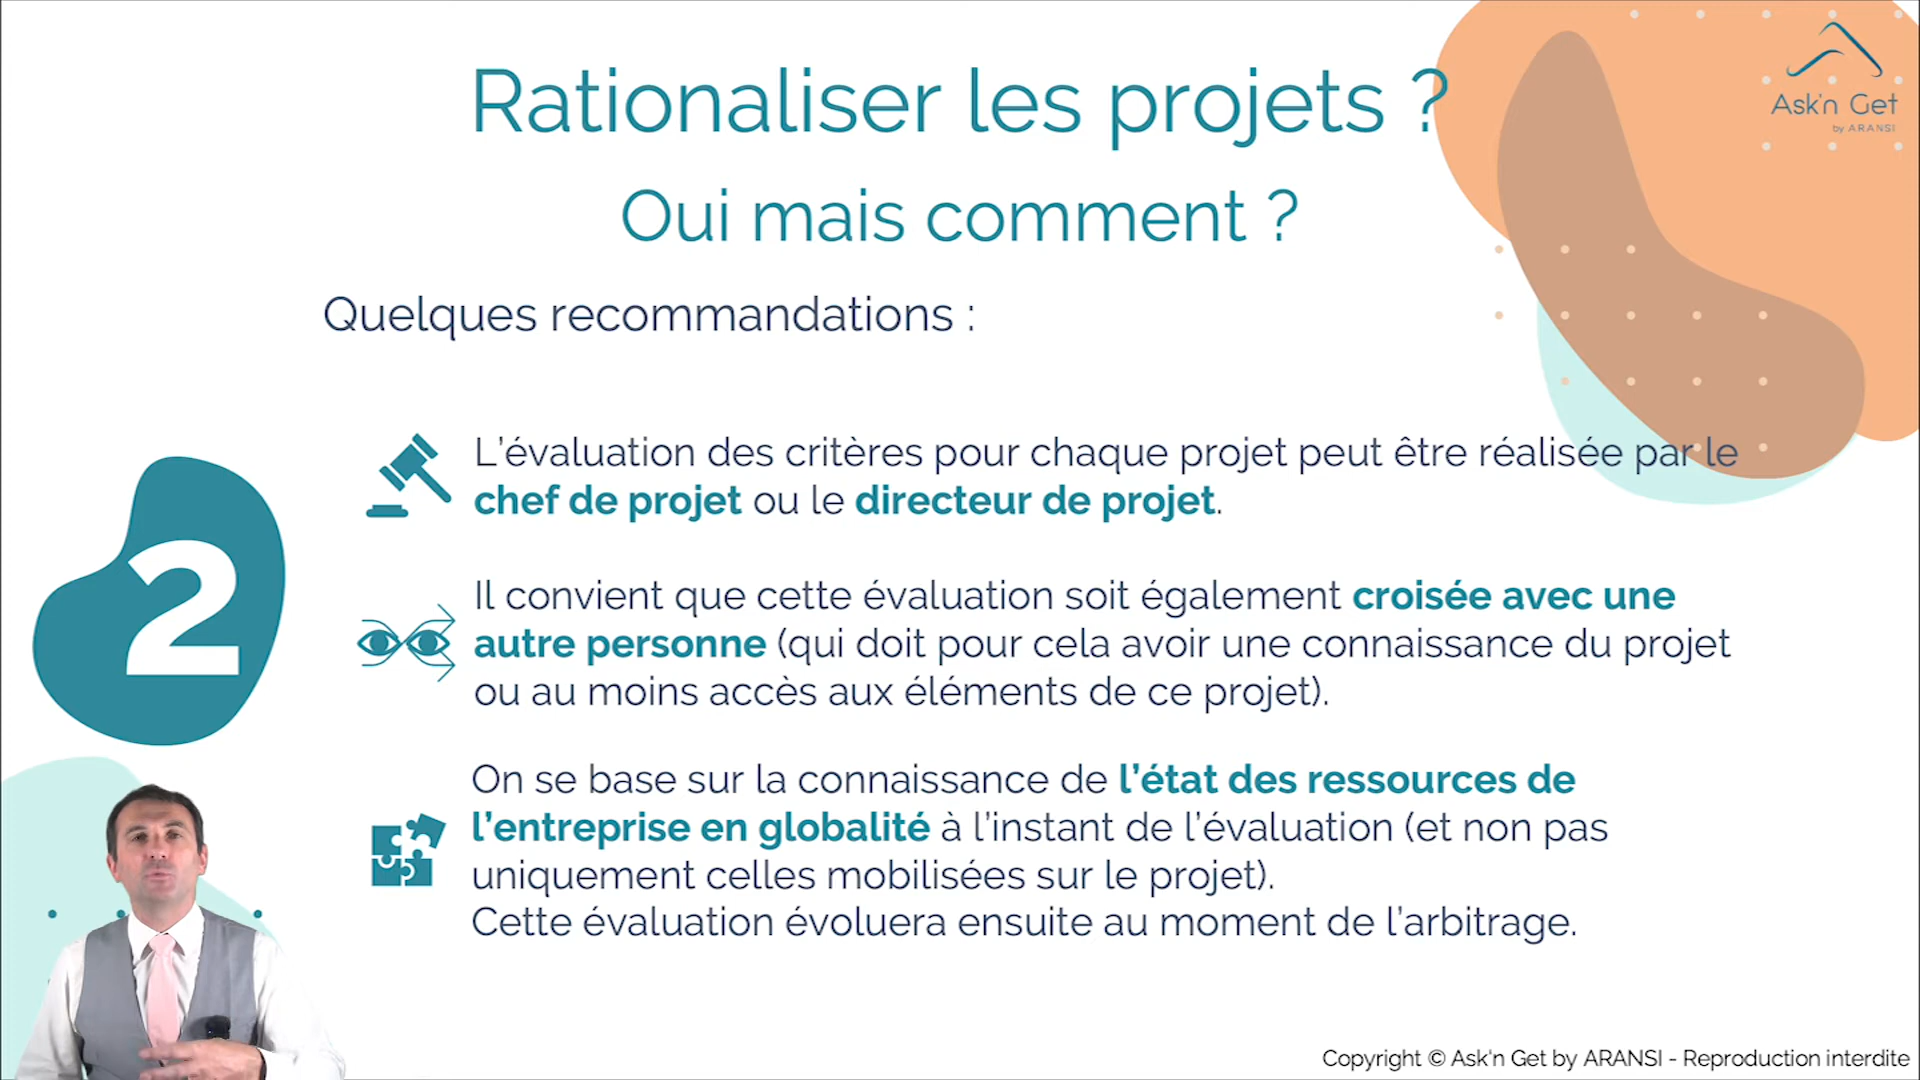 Rationaliser les projets ?
Ask'n Get
by ARANSI
Oui mais comment ?
Quelques recommandations :
2
L'évaluation des critères pour chaque projet peut être réalisée par le
chef de projet ou le directeur de projet.
Il convient que cette évaluation soit également croisée avec une
autre personne (qui doit pour cela avoir une connaissance du projet
ou au moins accès aux éléments de ce projet).
On se base sur la connaissance de l'état des ressources de
l'entreprise en globalité à l'instant de l'évaluation (et non pas
uniquement celles mobilisées sur le projet).
Cette évaluation évoluera ensuite au moment de l'arbitrage.
Copyright © Ask'n Get by ARANSI - Reproduction interdite